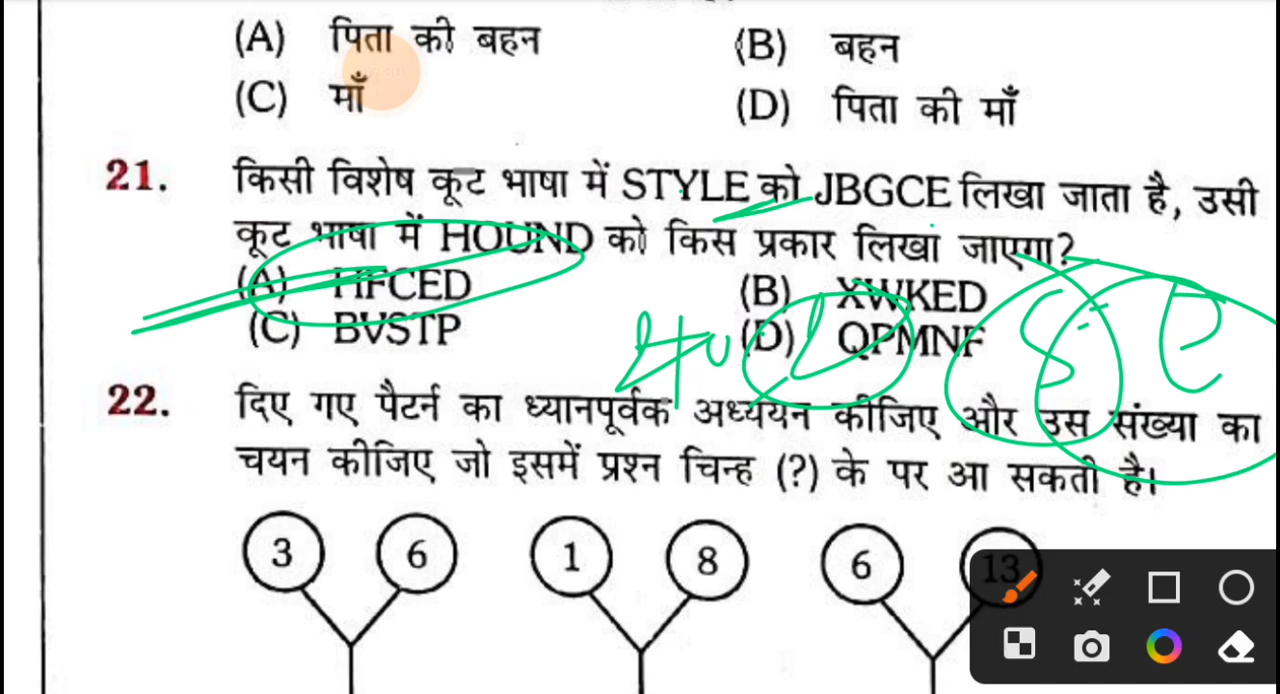 (A) पिता की बहन (B) बहन
(C) माँ (D) पिता की माँ
21. किसी विशेष कूट भाषा में STYLE को JBGCE लिखा जाता है, उसी
कूट भाषा में HOUND को किस प्रकार लिखा जाएगा?
(A) HFCED (B) XWKED
(C) BVSTP (D) QPMNF
22. दिए गए पैटर्न का ध्यानपूर्वक अध्ययन कीजिए और उस संख्या का
चयन कीजिए जो इसमें प्रश्न चिन्ह (?) के पर आ सकती है।
3 6 1 8 6 13